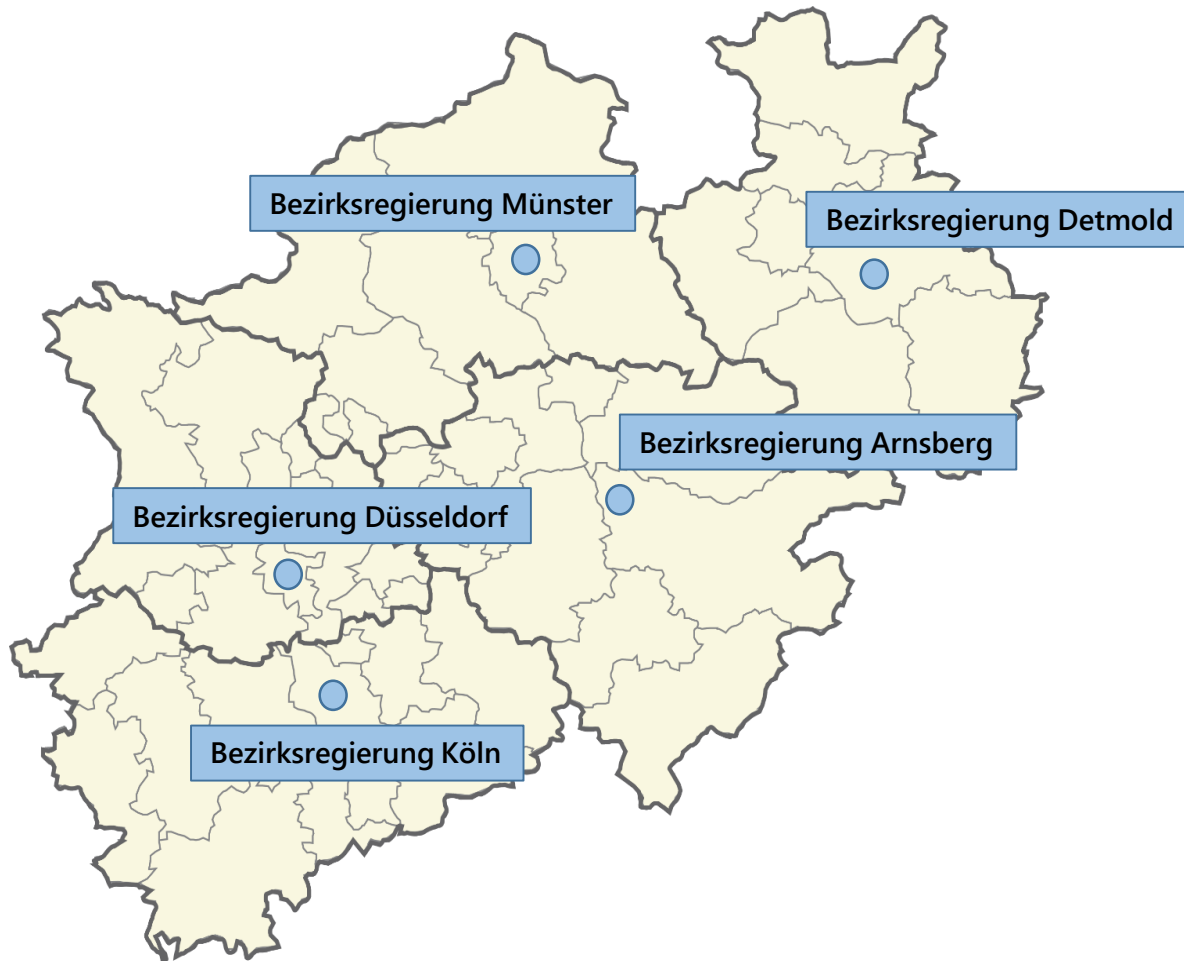 Bezirksregierung Münster
Bezirksregierung Detmold
Bezirksregierung Arnsberg
Bezirksregierung Düsseldorf
Bezirksregierung Köln